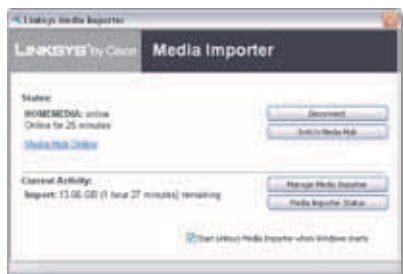 Linksys Media Importer
LINKSYS by Cisco Media Importer
Status:
HOMEMEDIA: online
Online for 25 minutes
Media Hub Online
Disconnect
Switch Media Hub
Current Activity:
Import: 13.06 GB (1 hour 27 minutes) remaining
Manage Media Importer
Media Importer Status
Start Linksys Media Importer when Windows starts